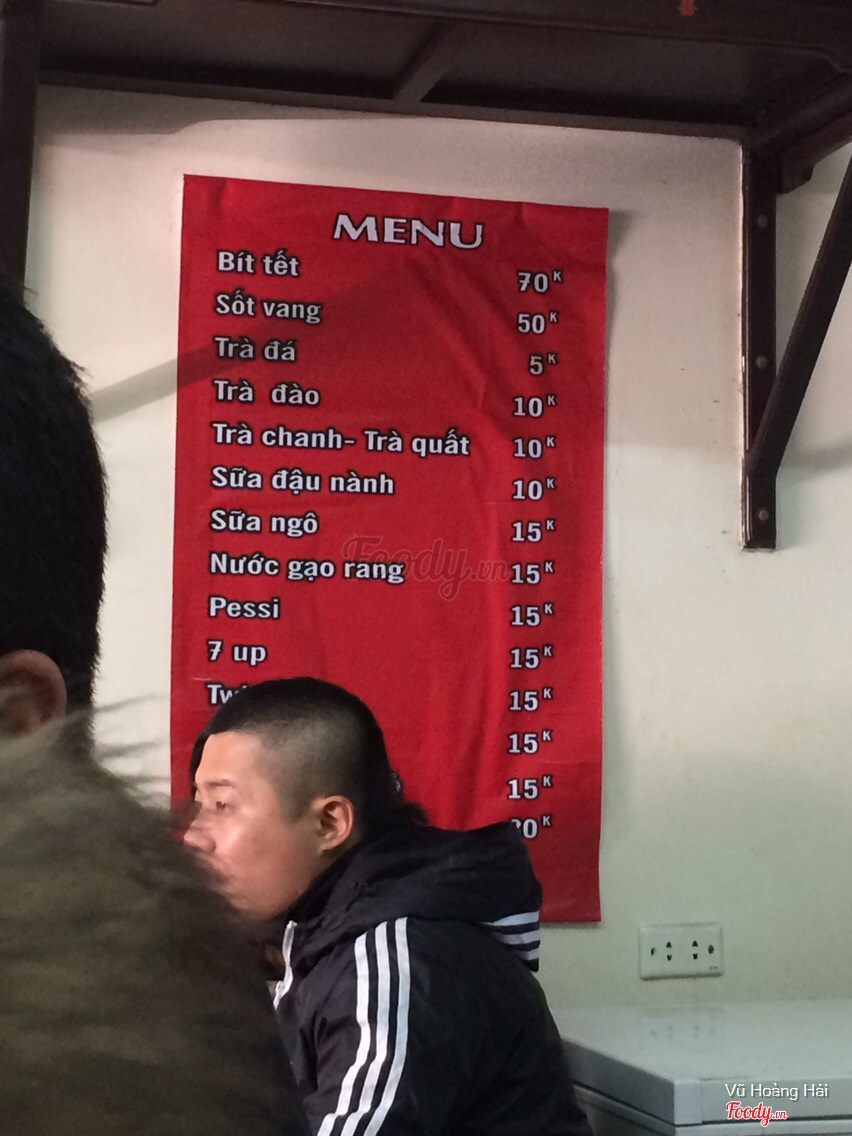 MENU
Bít tết 70K
Sốt vang 50K
Trà đá 5K
Trà đào 10K
Trà chanh- Trà quất 10K
Sữa đậu nành 10K
Sữa ngô 15K
Nước gạo rang 15K
Pessi 15K
7 up 15K
15K
15K
15K
Foody.vn
Vũ Hoàng Hải
Foody.vn